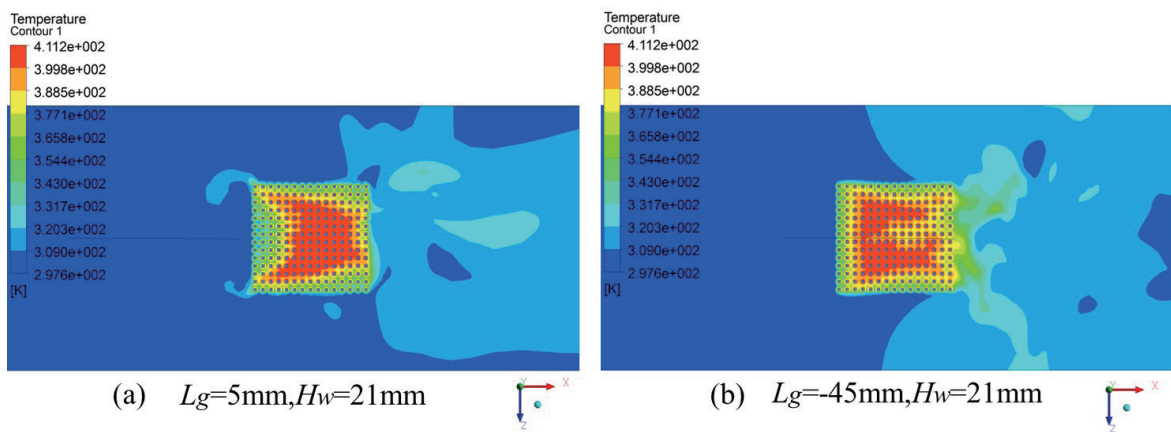 Temperature
Contour 1
4.112e+002
3.998e+002
3.885e+002
3.771e+002
3.658e+002
3.544e+002
3.430e+002
3.317e+002
3.203e+002
3.090e+002
2.976e+002
[K]
(a) Lg=5mm,Hw=21mm
Y
X
Z
Temperature
Contour 1
4.112e+002
3.998e+002
3.885e+002
3.771e+002
3.658e+002
3.544e+002
3.430e+002
3.317e+002
3.203e+002
3.090e+002
2.976e+002
[K]
(b) Lg=-45mm,Hw=21mm
Y
X
Z